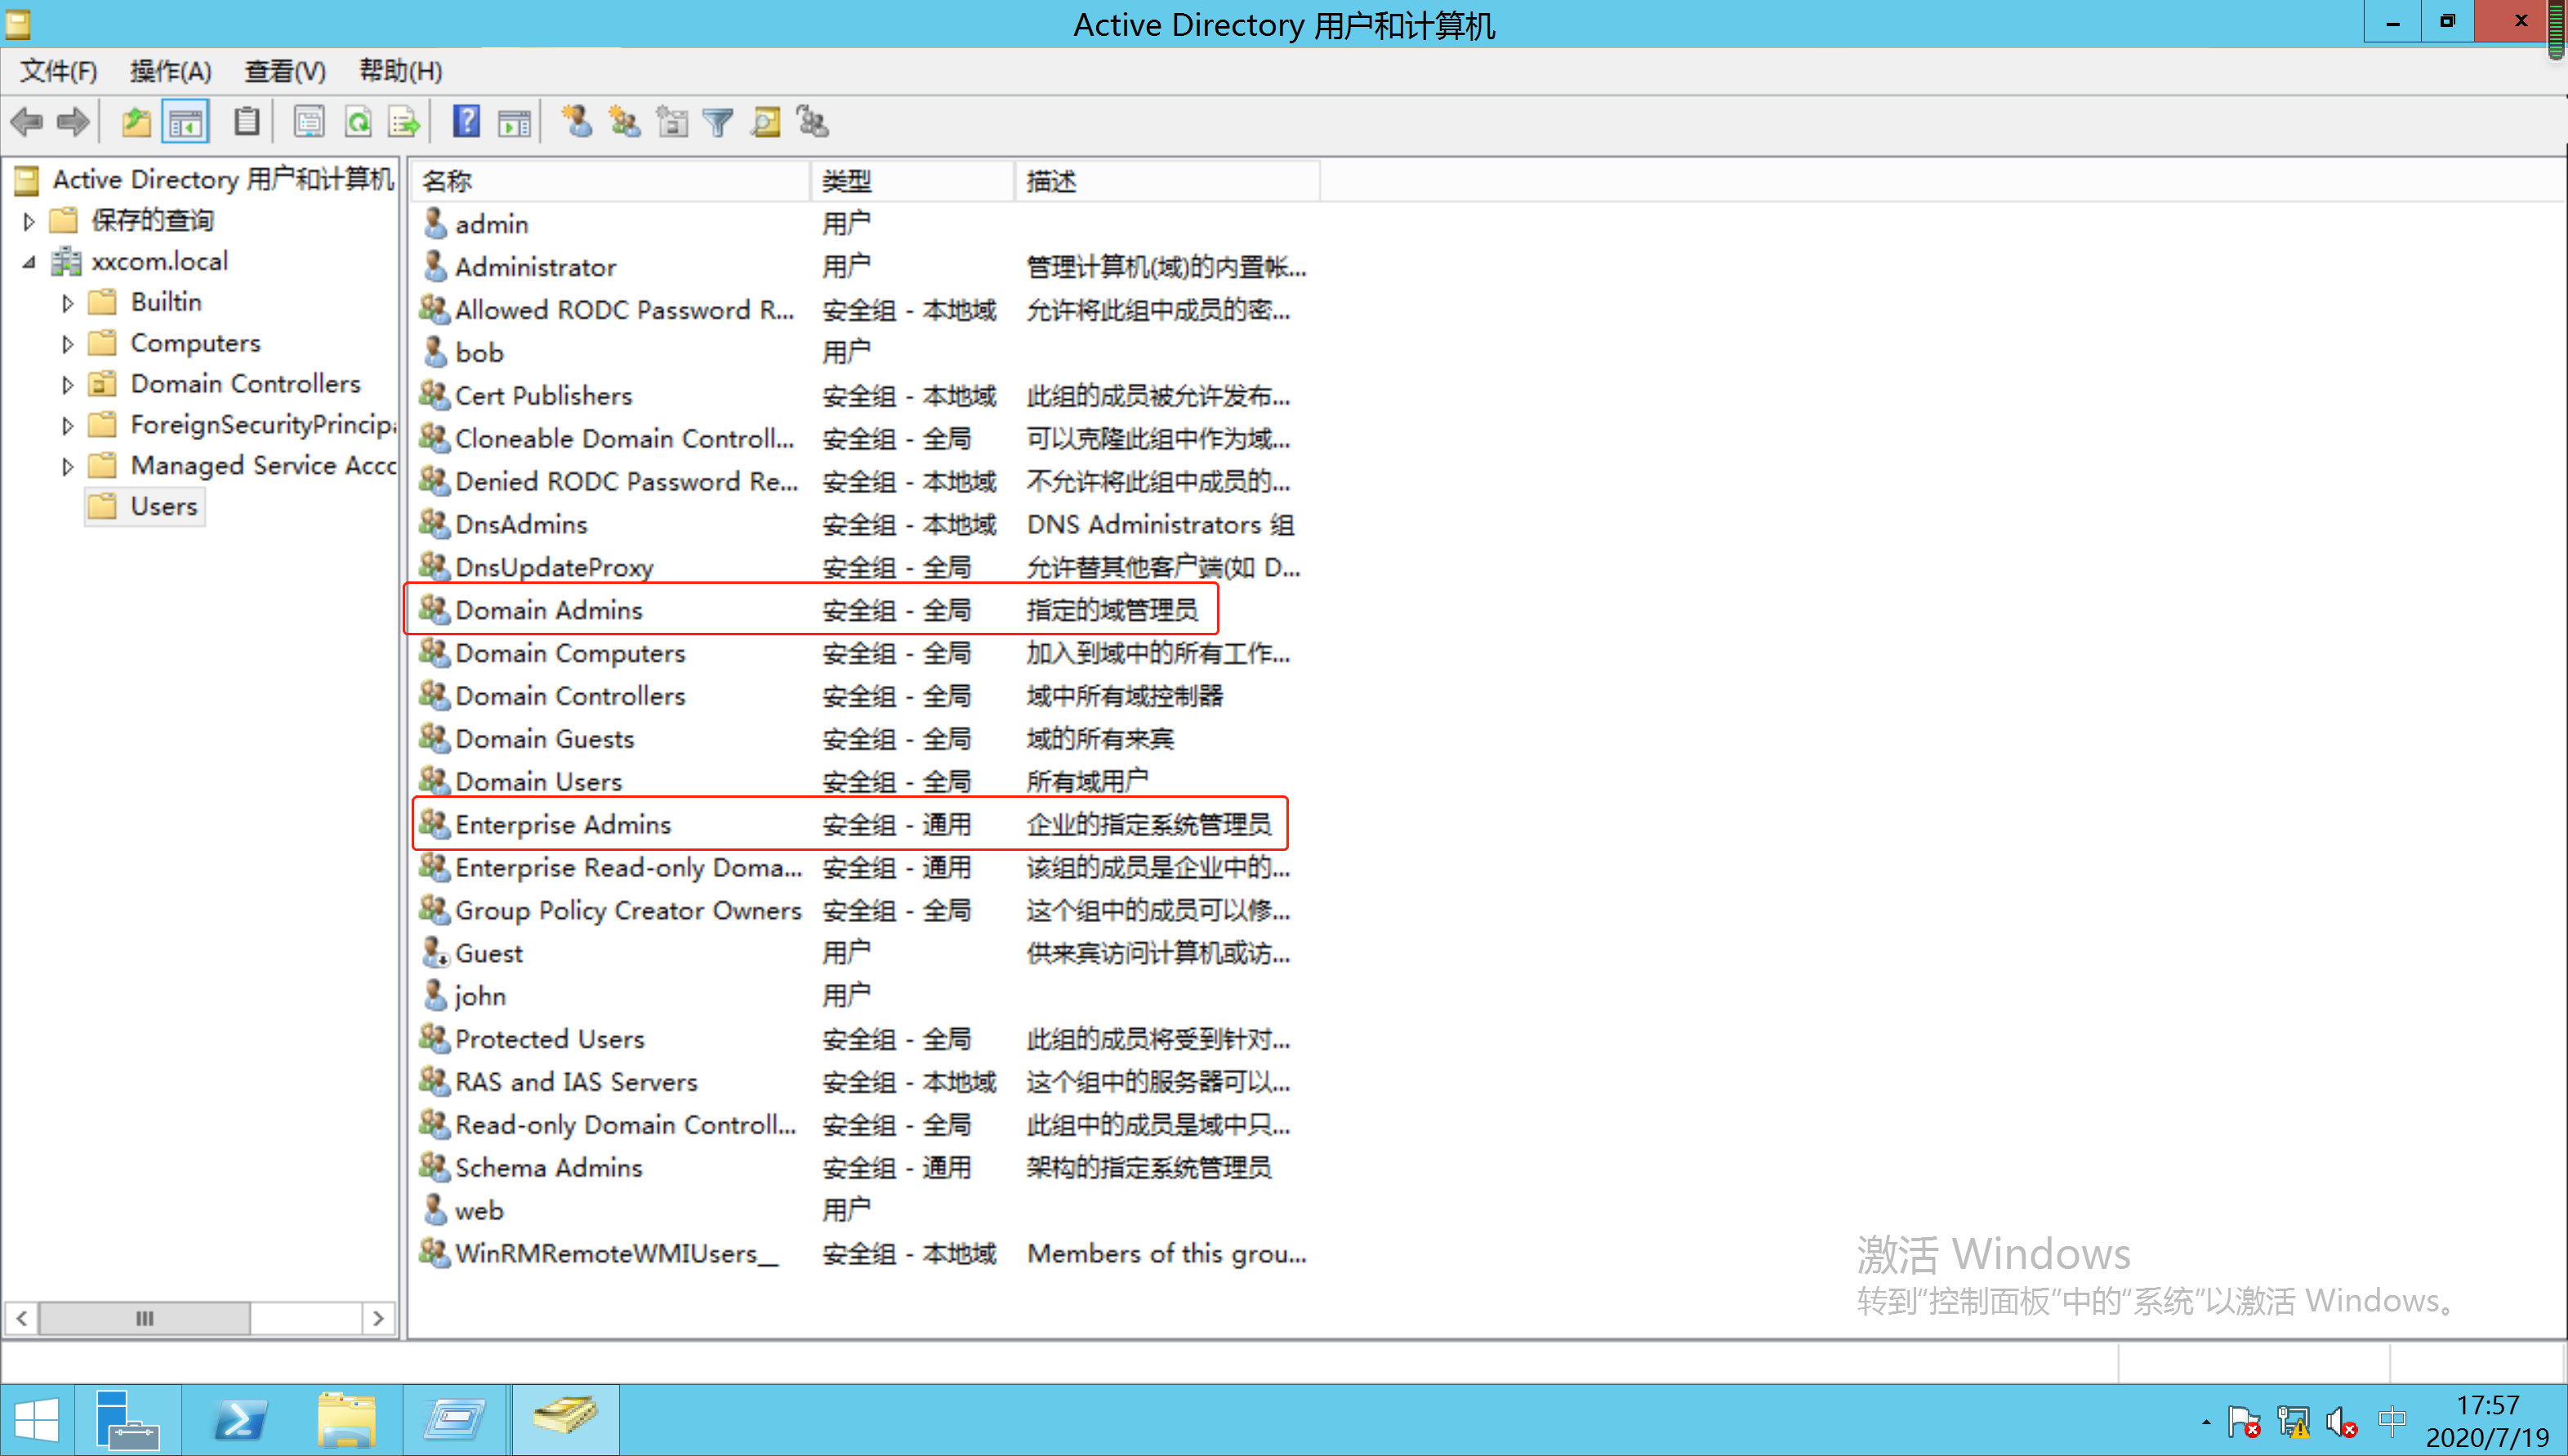 Active Directory 用户和计算机
文件(F) 操作(A) 查看(V) 帮助(H)
Active Directory 用户和计算机
保存的查询
xxcom.local
Builtin
Computers
Domain Controllers
ForeignSecurityPrincipa
Managed Service Acco
Users
名称 类型 描述
admin 用户
Administrator 用户 管理计算机(域)的内置帐...
Allowed RODC Password R... 安全组 - 本地域 允许将此组中成员的密...
bob 用户
Cert Publishers 安全组 - 本地域 此组的成员被允许发布...
Cloneable Domain Controll... 安全组 - 全局 可以克隆此组中作为域...
Denied RODC Password Re... 安全组 - 本地域 不允许将此组中成员的...
DnsAdmins 安全组 - 本地域 DNS Administrators 组
DnsUpdateProxy 安全组 - 全局 允许替其他客户端(如 D...
Domain Admins 安全组 - 全局 指定的域管理员
Domain Computers 安全组 - 全局 加入到域中的所有工作...
Domain Controllers 安全组 - 全局 域中所有域控制器
Domain Guests 安全组 - 全局 域的所有来宾
Domain Users 安全组 - 全局 所有域用户
Enterprise Admins 安全组 - 通用 企业的指定系统管理员
Enterprise Read-only Doma... 安全组 - 通用 该组的成员是企业中的...
Group Policy Creator Owners 安全组 - 全局 这个组中的成员可以修...
Guest 用户 供来宾访问计算机或访...
john 用户
Protected Users 安全组 - 全局 此组的成员将受到针对...
RAS and IAS Servers 安全组 - 本地域 这个组中的服务器可以...
Read-only Domain Controll... 安全组 - 全局 此组中的成员是域中只...
Schema Admins 安全组 - 通用 架构的指定系统管理员
web 用户
WinRMRemoteWMIUsers__ 安全组 - 本地域 Members of this grou...
激活 Windows
转到“控制面板”中的“系统”以激活 Windows。
中
17:57
2020/7/19